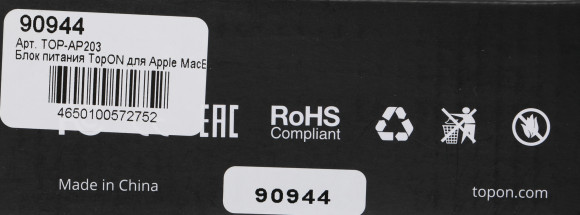 90944
Арт. TOP-AP203
Блок питания TopON для Apple MacB
4650100572752
EAC
RoHS
Compliant
Made in China
90944
topon.com